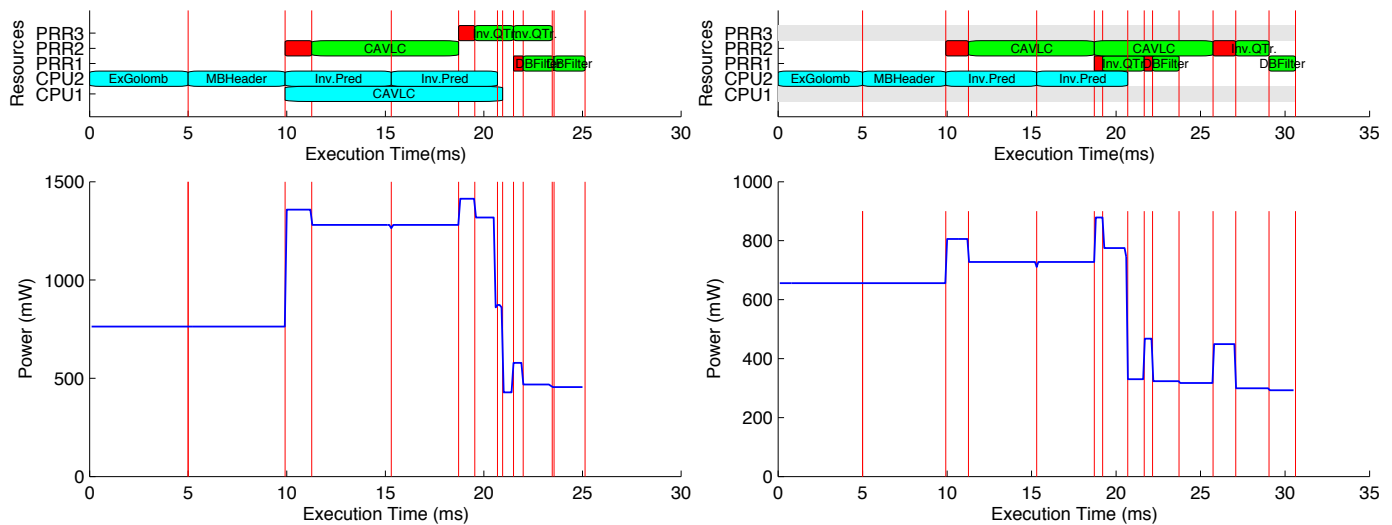 Resources
PRR3
PRR2
PRR1
CPU2
CPU1
Inv.QTr.
Inv.QTr.
CAVLC
DBFilter
DBFilter
ExGolomb
MBHeader
Inv.Pred
Inv.Pred
CAVLC
0 5 10 15 20 25 30
Execution Time(ms)
Power (mW)
1500
1000
500
0
0 5 10 15 20 25 30
Execution Time (ms)
Resources
PRR3
PRR2
PRR1
CPU2
CPU1
CAVLC
CAVLC
Inv.QTr.
Inv.QTr.
DBFilter
DBFilter
ExGolomb
MBHeader
Inv.Pred
Inv.Pred
0 5 10 15 20 25 30 35
Execution Time(ms)
Power (mW)
1000
800
600
400
200
0
0 5 10 15 20 25 30 35
Execution Time (ms)